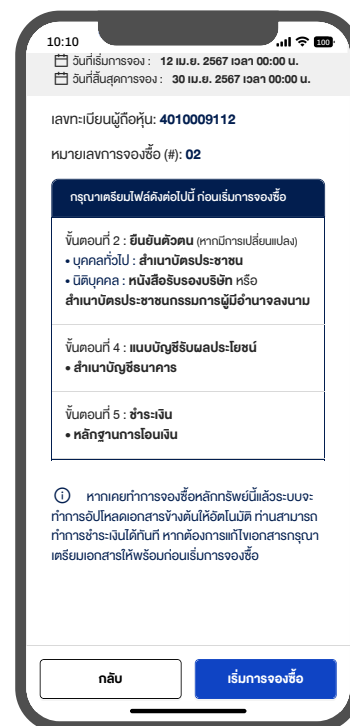 10:10
100
วันที่เริ่มการจอง : 12 เม.ย. 2567 เวลา 00:00 น.
วันที่สิ้นสุดการจอง : 30 เม.ย. 2567 เวลา 00:00 น.
เลขทะเบียนผู้ถือหุ้น: 4010009112
หมายเลขการจองซื้อ (#): 02
กรุณาเตรียมไฟล์ดังต่อไปนี้ ก่อนเริ่มการจองซื้อ
ขั้นตอนที่ 2 : ยืนยันตัวตน (หากมีการเปลี่ยนแปลง)
• บุคคลทั่วไป : สำเนาบัตรประชาชน
• นิติบุคคล : หนังสือรับรองบริษัท หรือ
สำเนาบัตรประชาชนกรรมการผู้มีอำนาจลงนาม
ขั้นตอนที่ 4 : แนบบัญชีรับผลประโยชน์
• สำเนาบัญชีธนาคาร
ขั้นตอนที่ 5 : ชำระเงิน
• หลักฐานการโอนเงิน
หากเคยทำการจองซื้อหลักทรัพย์นี้แล้วระบบจะ
ทำการอัปโหลดเอกสารข้างต้นให้อัตโนมัติ ท่านสามารถ
ทำการชำระเงินได้ทันที หากต้องการแก้ไขเอกสารกรุณา
เตรียมเอกสารให้พร้อมก่อนเริ่มการจองซื้อ
กลับ
เริ่มการจองซื้อ